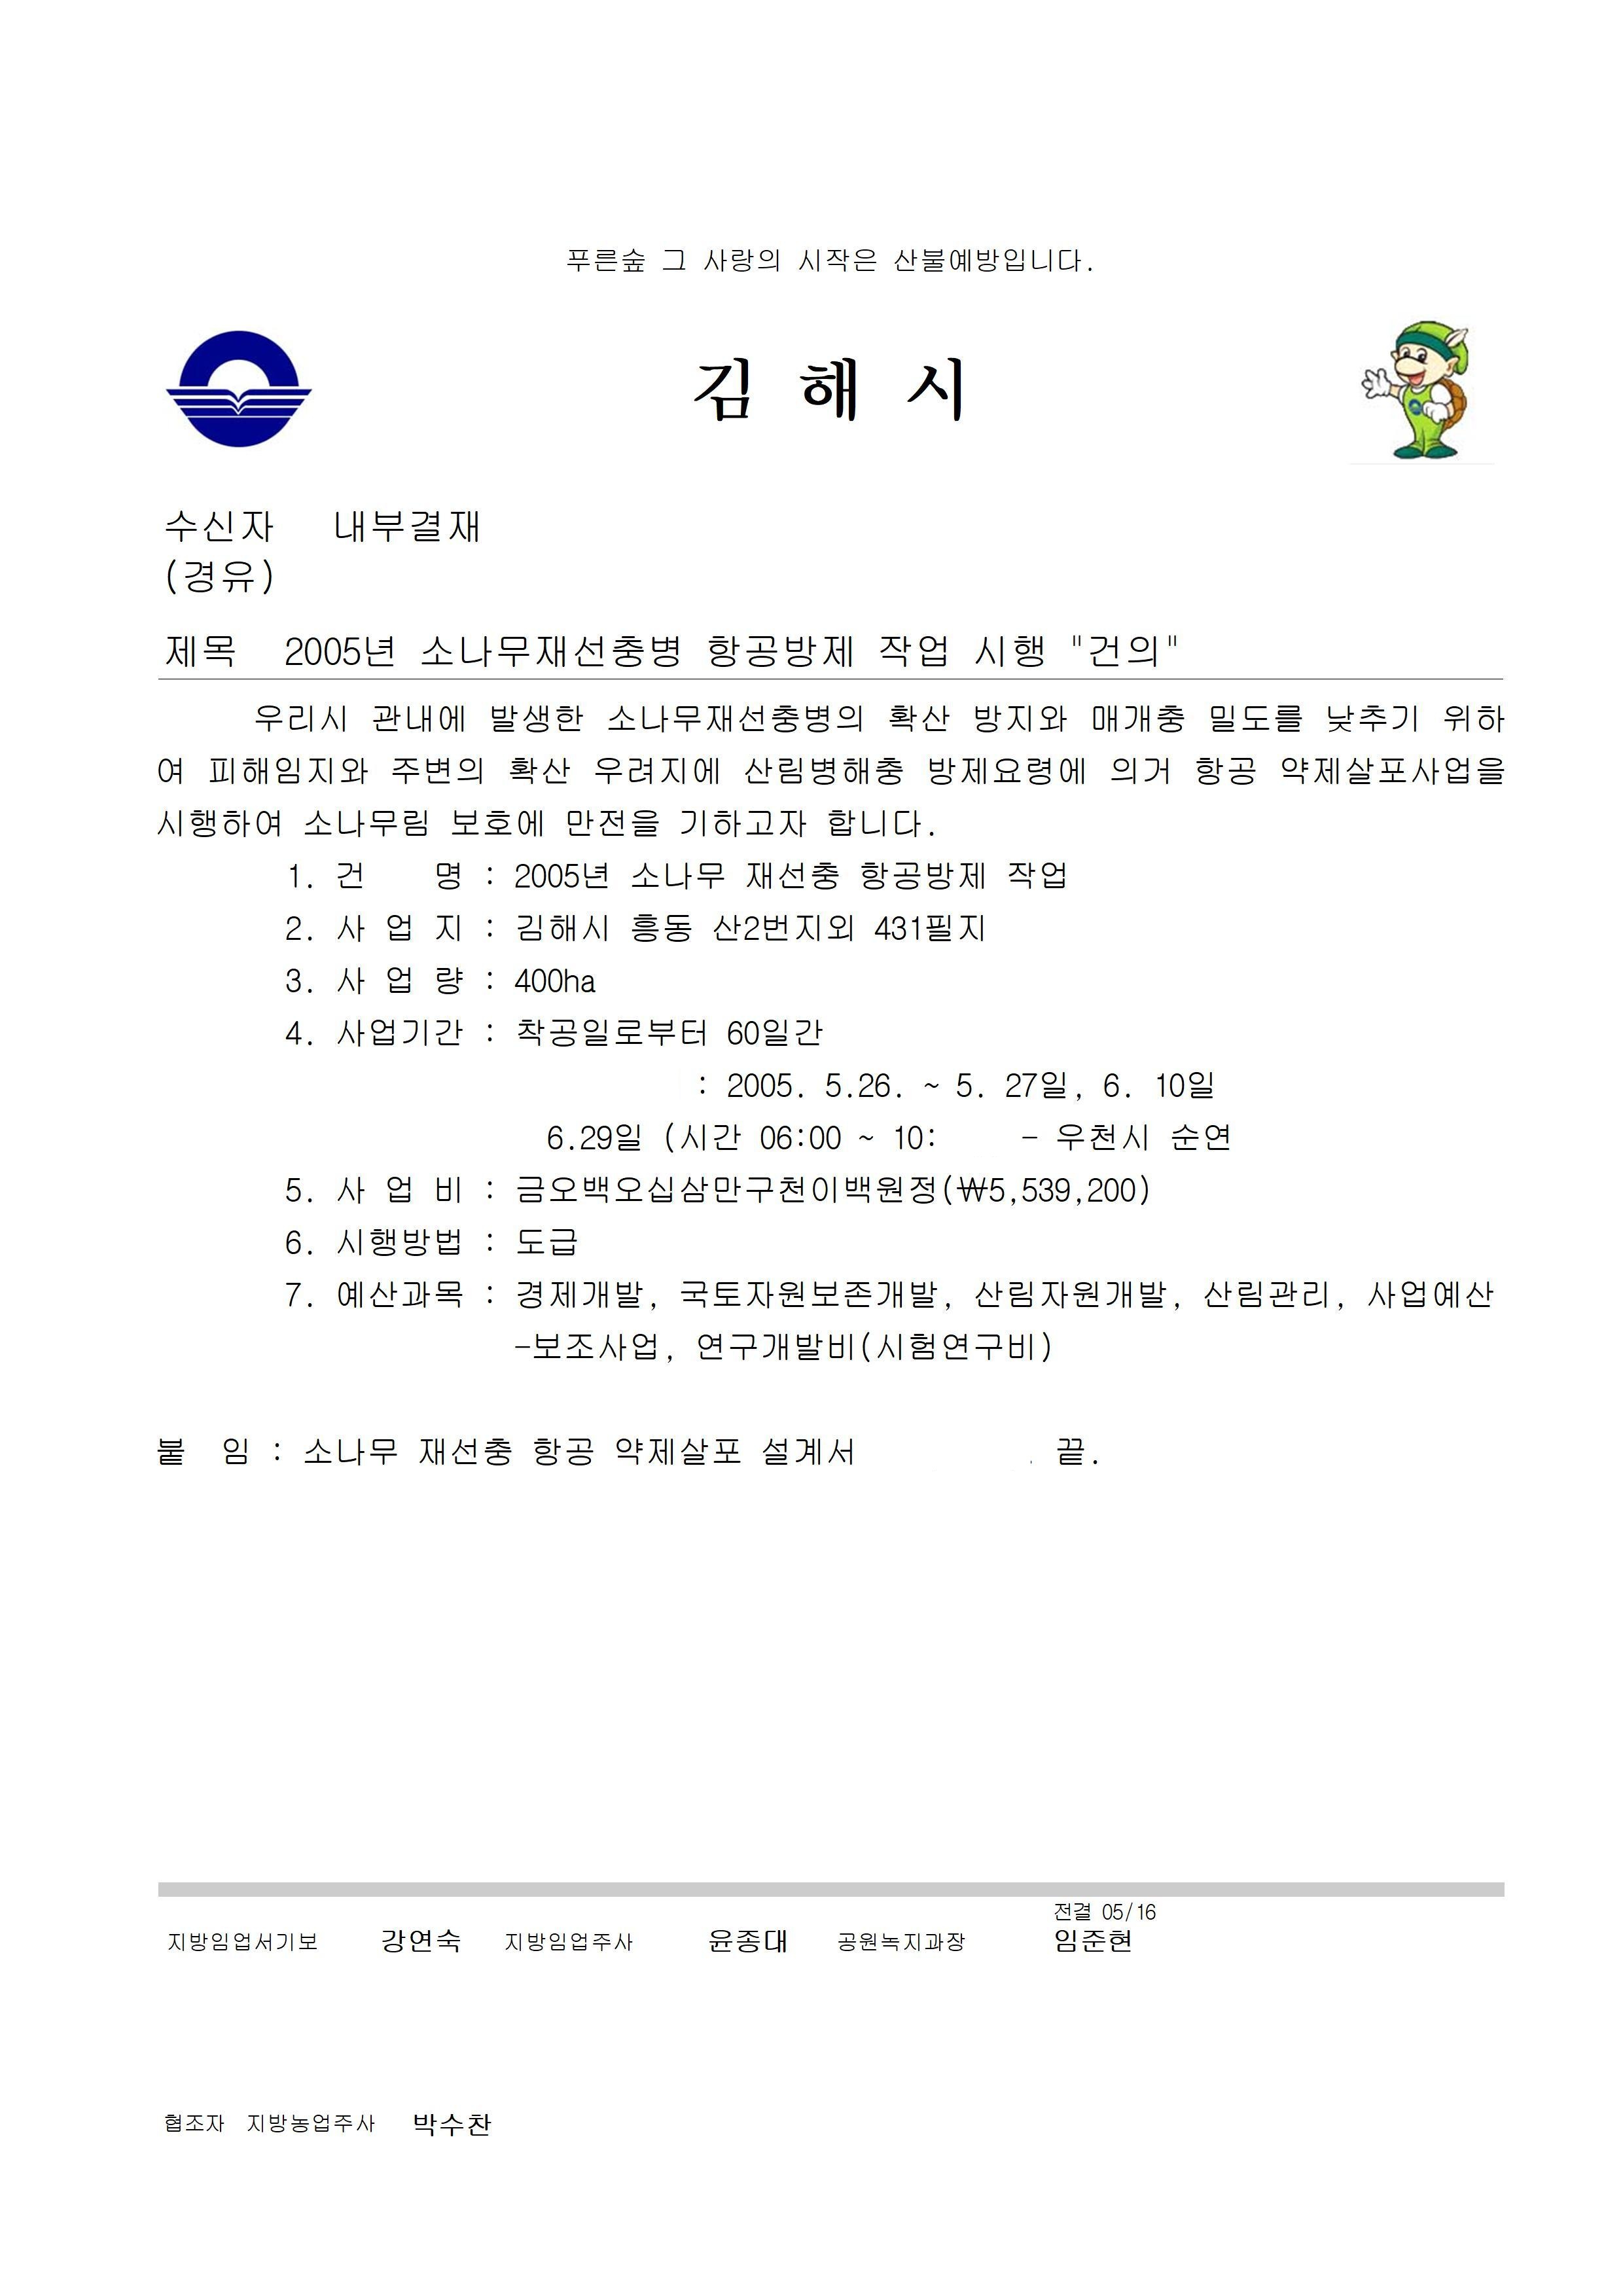 푸른숲 그 사랑의 시작은 산불예방입니다.
김 해 시
수신자 내부결재
(경유)
제목 2005년 소나무재선충병 항공방제 작업 시행 "건의"
우리시 관내에 발생한 소나무재선충병의 확산 방지와 매개충 밀도를 낮추기 위하
여 피해임지와 주변의 확산 우려지에 산림병해충 방제요령에 의거 항공 약제살포사업을
시행하여 소나무림 보호에 만전을 기하고자 합니다.
1. 건 명 : 2005년 소나무 재선충 항공방제 작업
2. 사 업 지 : 김해시 흥동 산2번지외 431필지
3. 사 업 량 : 400ha
4. 사업기간 : 착공일로부터 60일간
: 2005. 5.26. ~ 5. 27일, 6. 10일
6.29일 (시간 06:00 ~ 10: - 우천시 순연
5. 사 업 비 : 금오백오십삼만구천이백원정(₩5,539,200)
6. 시행방법 : 도급
7. 예산과목 : 경제개발, 국토자원보존개발, 산림자원개발, 산림관리, 사업예산
-보조사업, 연구개발비(시험연구비)
붙 임 : 소나무 재선충 항공 약제살포 설계서 . 끝.
전결 05/16
지방임업서기보 강연숙 지방임업주사 윤종대 공원녹지과장 임준현
협조자 지방농업주사 박수찬